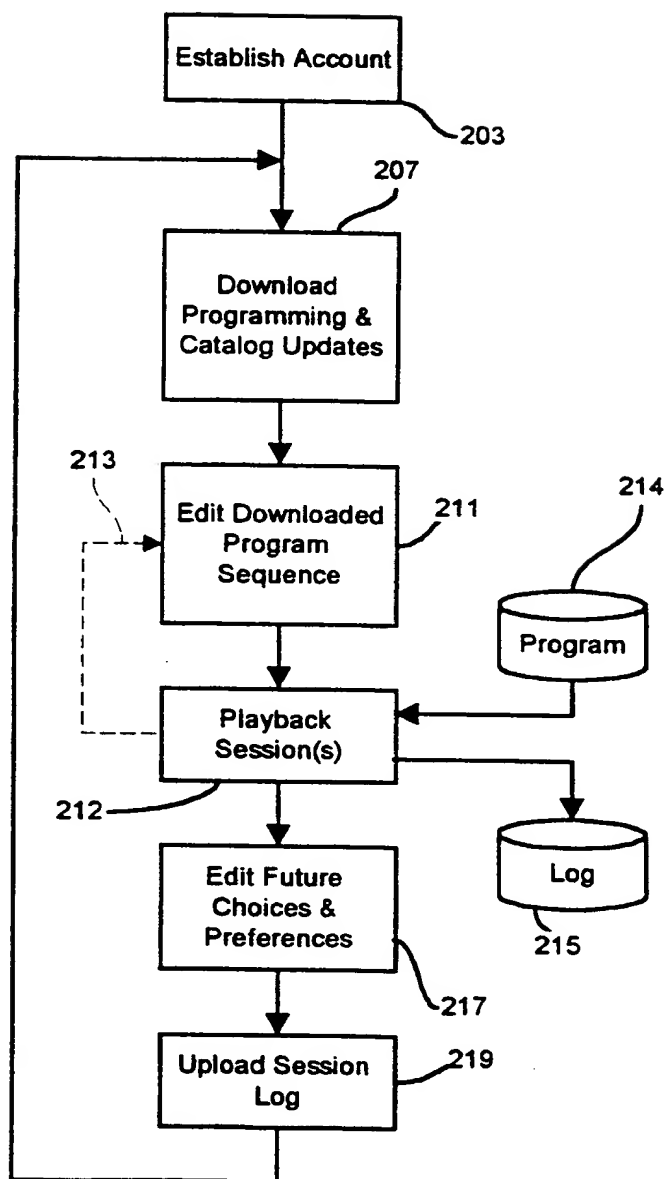 Establish Account
203
207
Download
Programming &
Catalog Updates
213
Edit Downloaded
Program
Sequence
211
214
Program
Playback
Session(s)
212
Log
215
Edit Future
Choices &
Preferences
217
Upload Session
Log
219